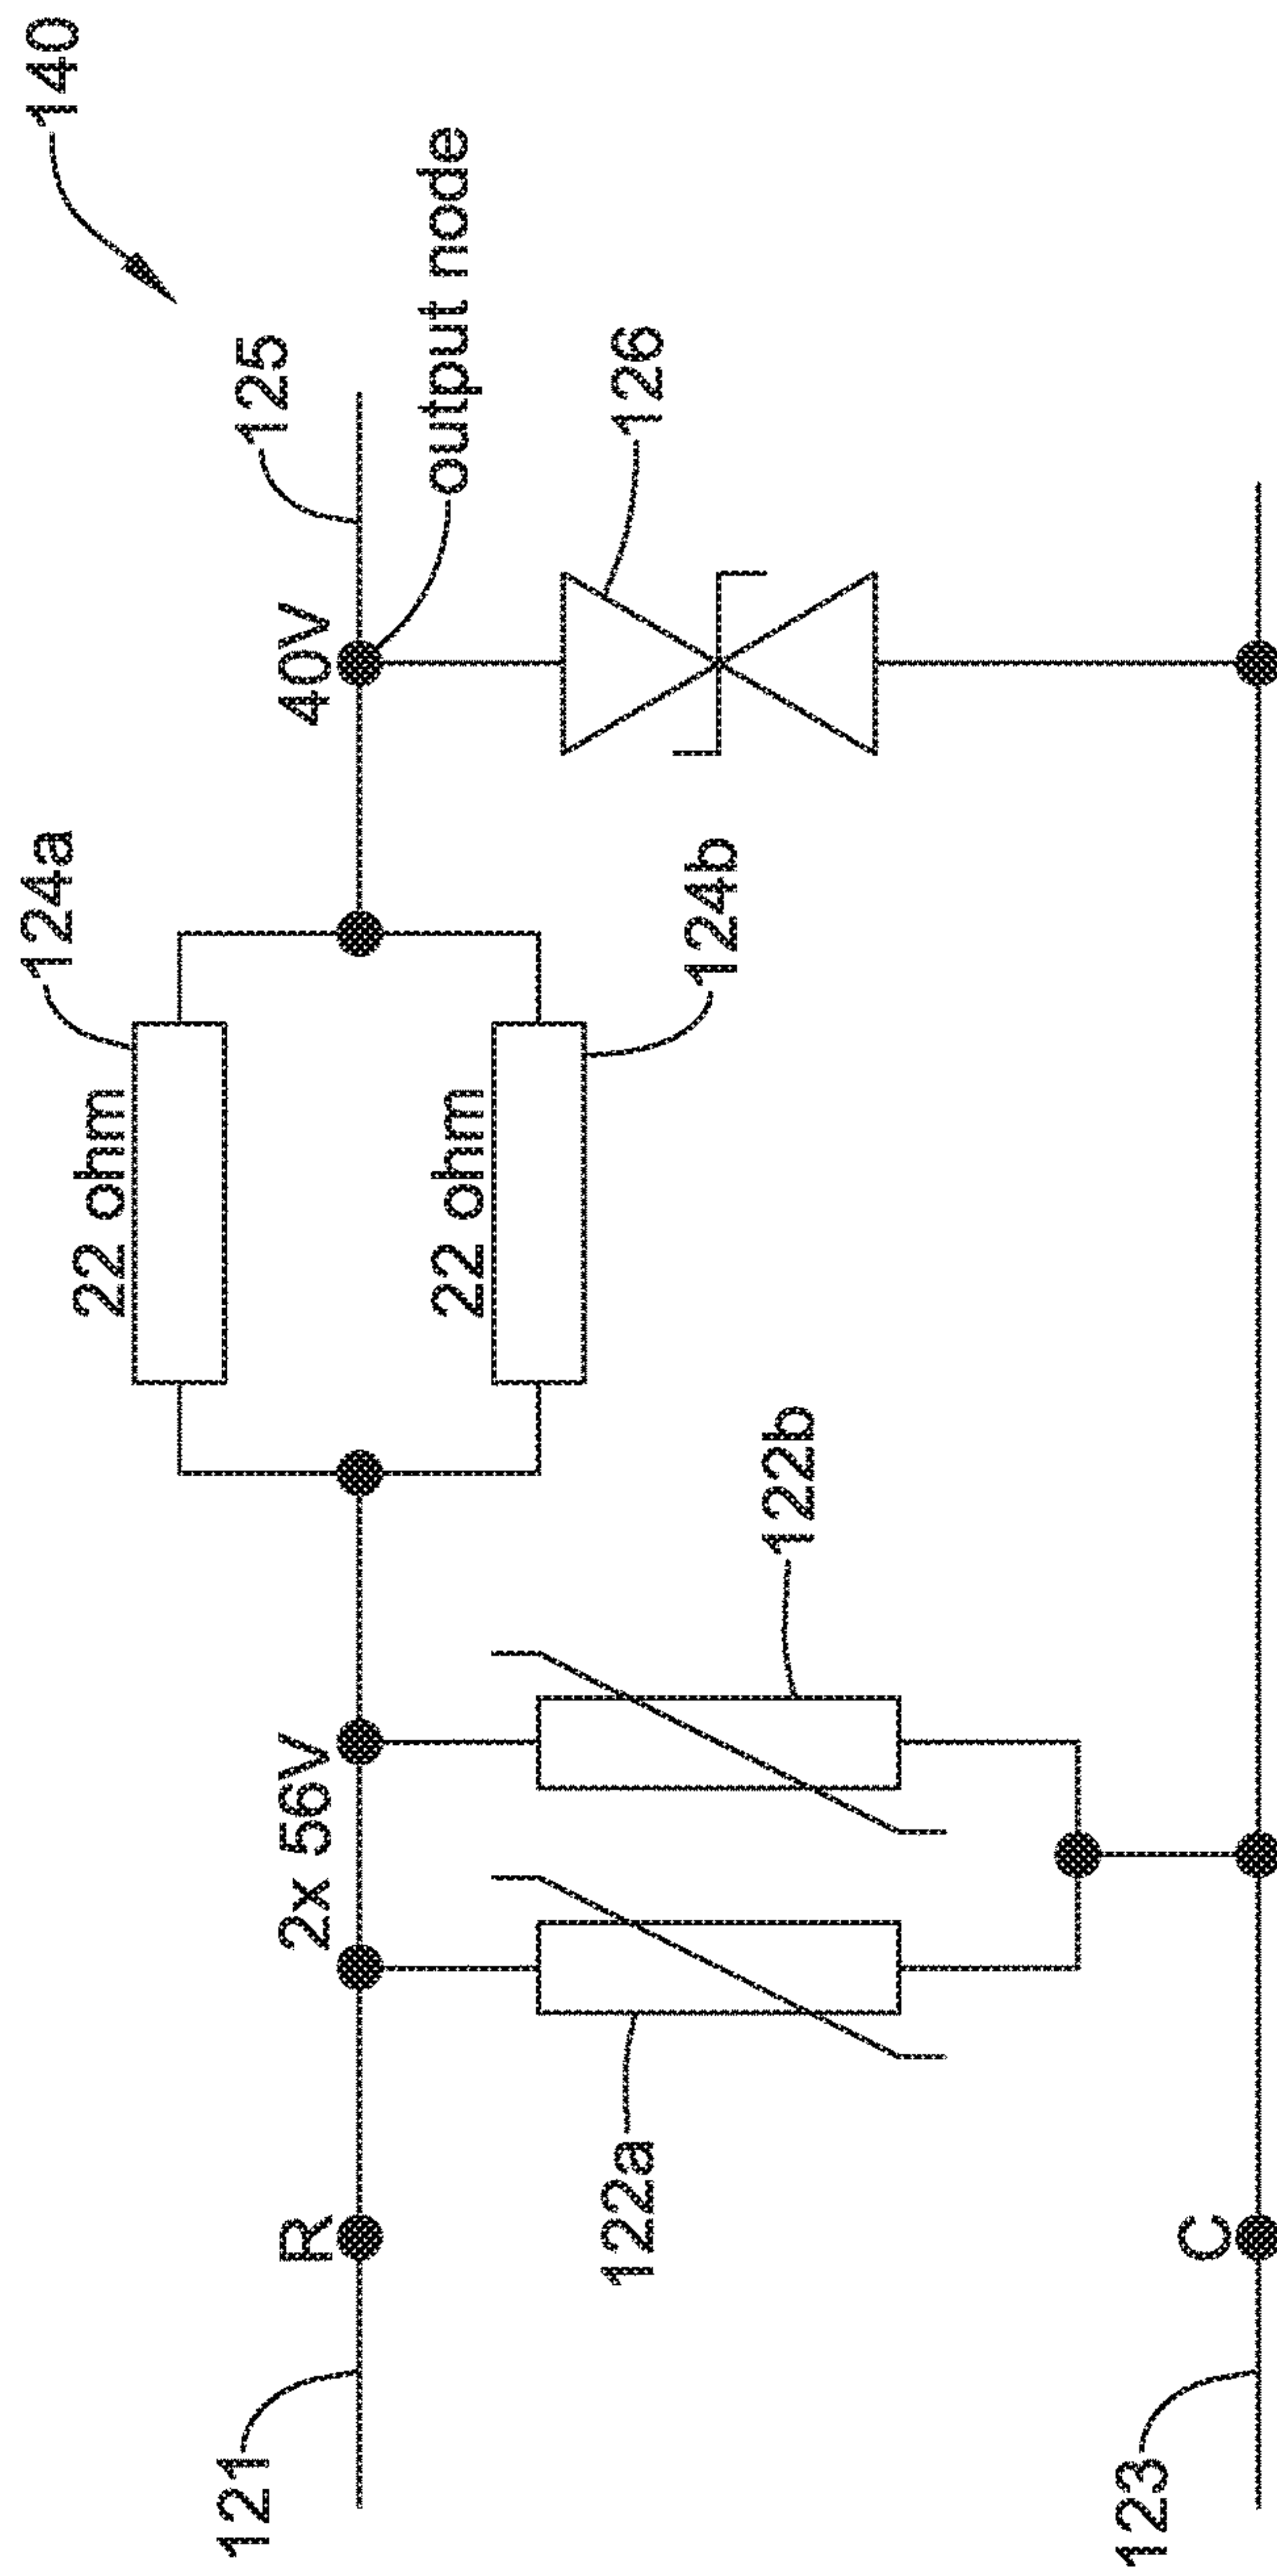 140
124a
22 ohm
125
40V
output node
2x 56V
R
121
22 ohm
124b
126
122b
122a
C
123